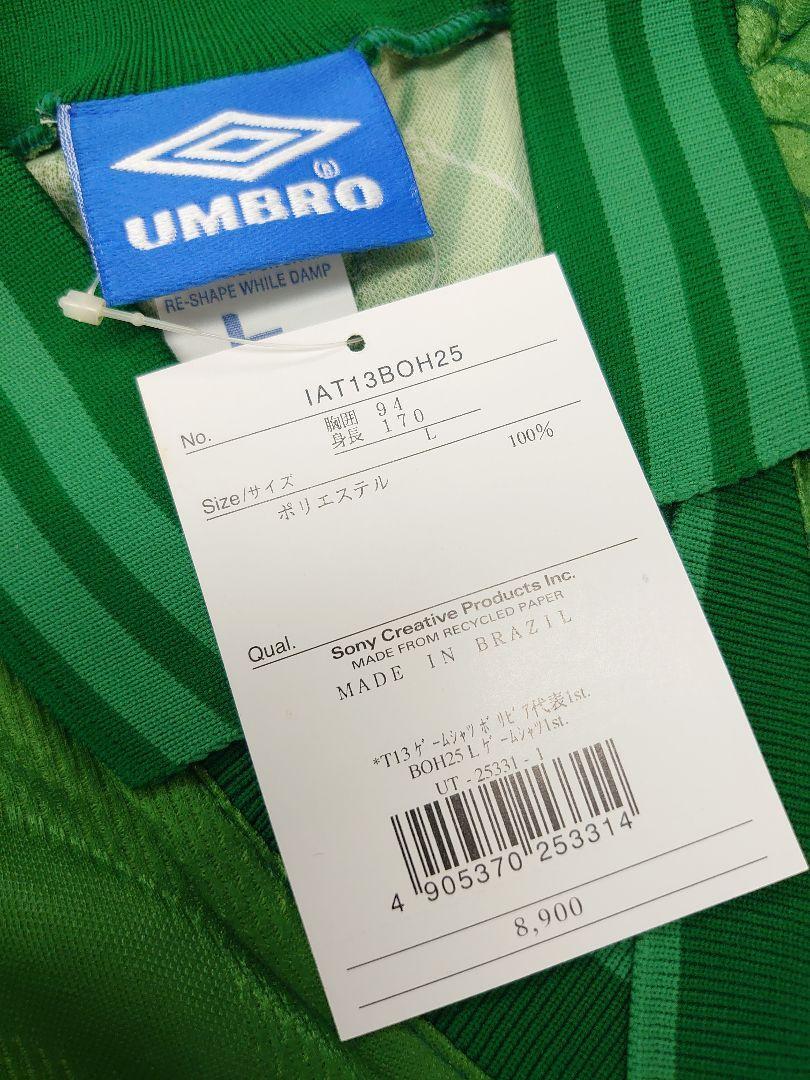 UMBRO
(R)
RE-SHAPE WHILE DAMP
L
No. IAT13BOH25
胸囲 94
身長 170
Size/サイズ L
ポリエステル 100%
Qual.
Sony Creative Products Inc.
MADE FROM RECYCLED PAPER
MADE IN BRAZIL
*T13 ｹﾞｰﾑｼｬﾂ ﾎﾞﾘﾋﾞｱ代表1st.
BOH25 L ｹﾞｰﾑｼｬﾂ1st.
UT - 25331 - 1
4 905370 253314
8,900